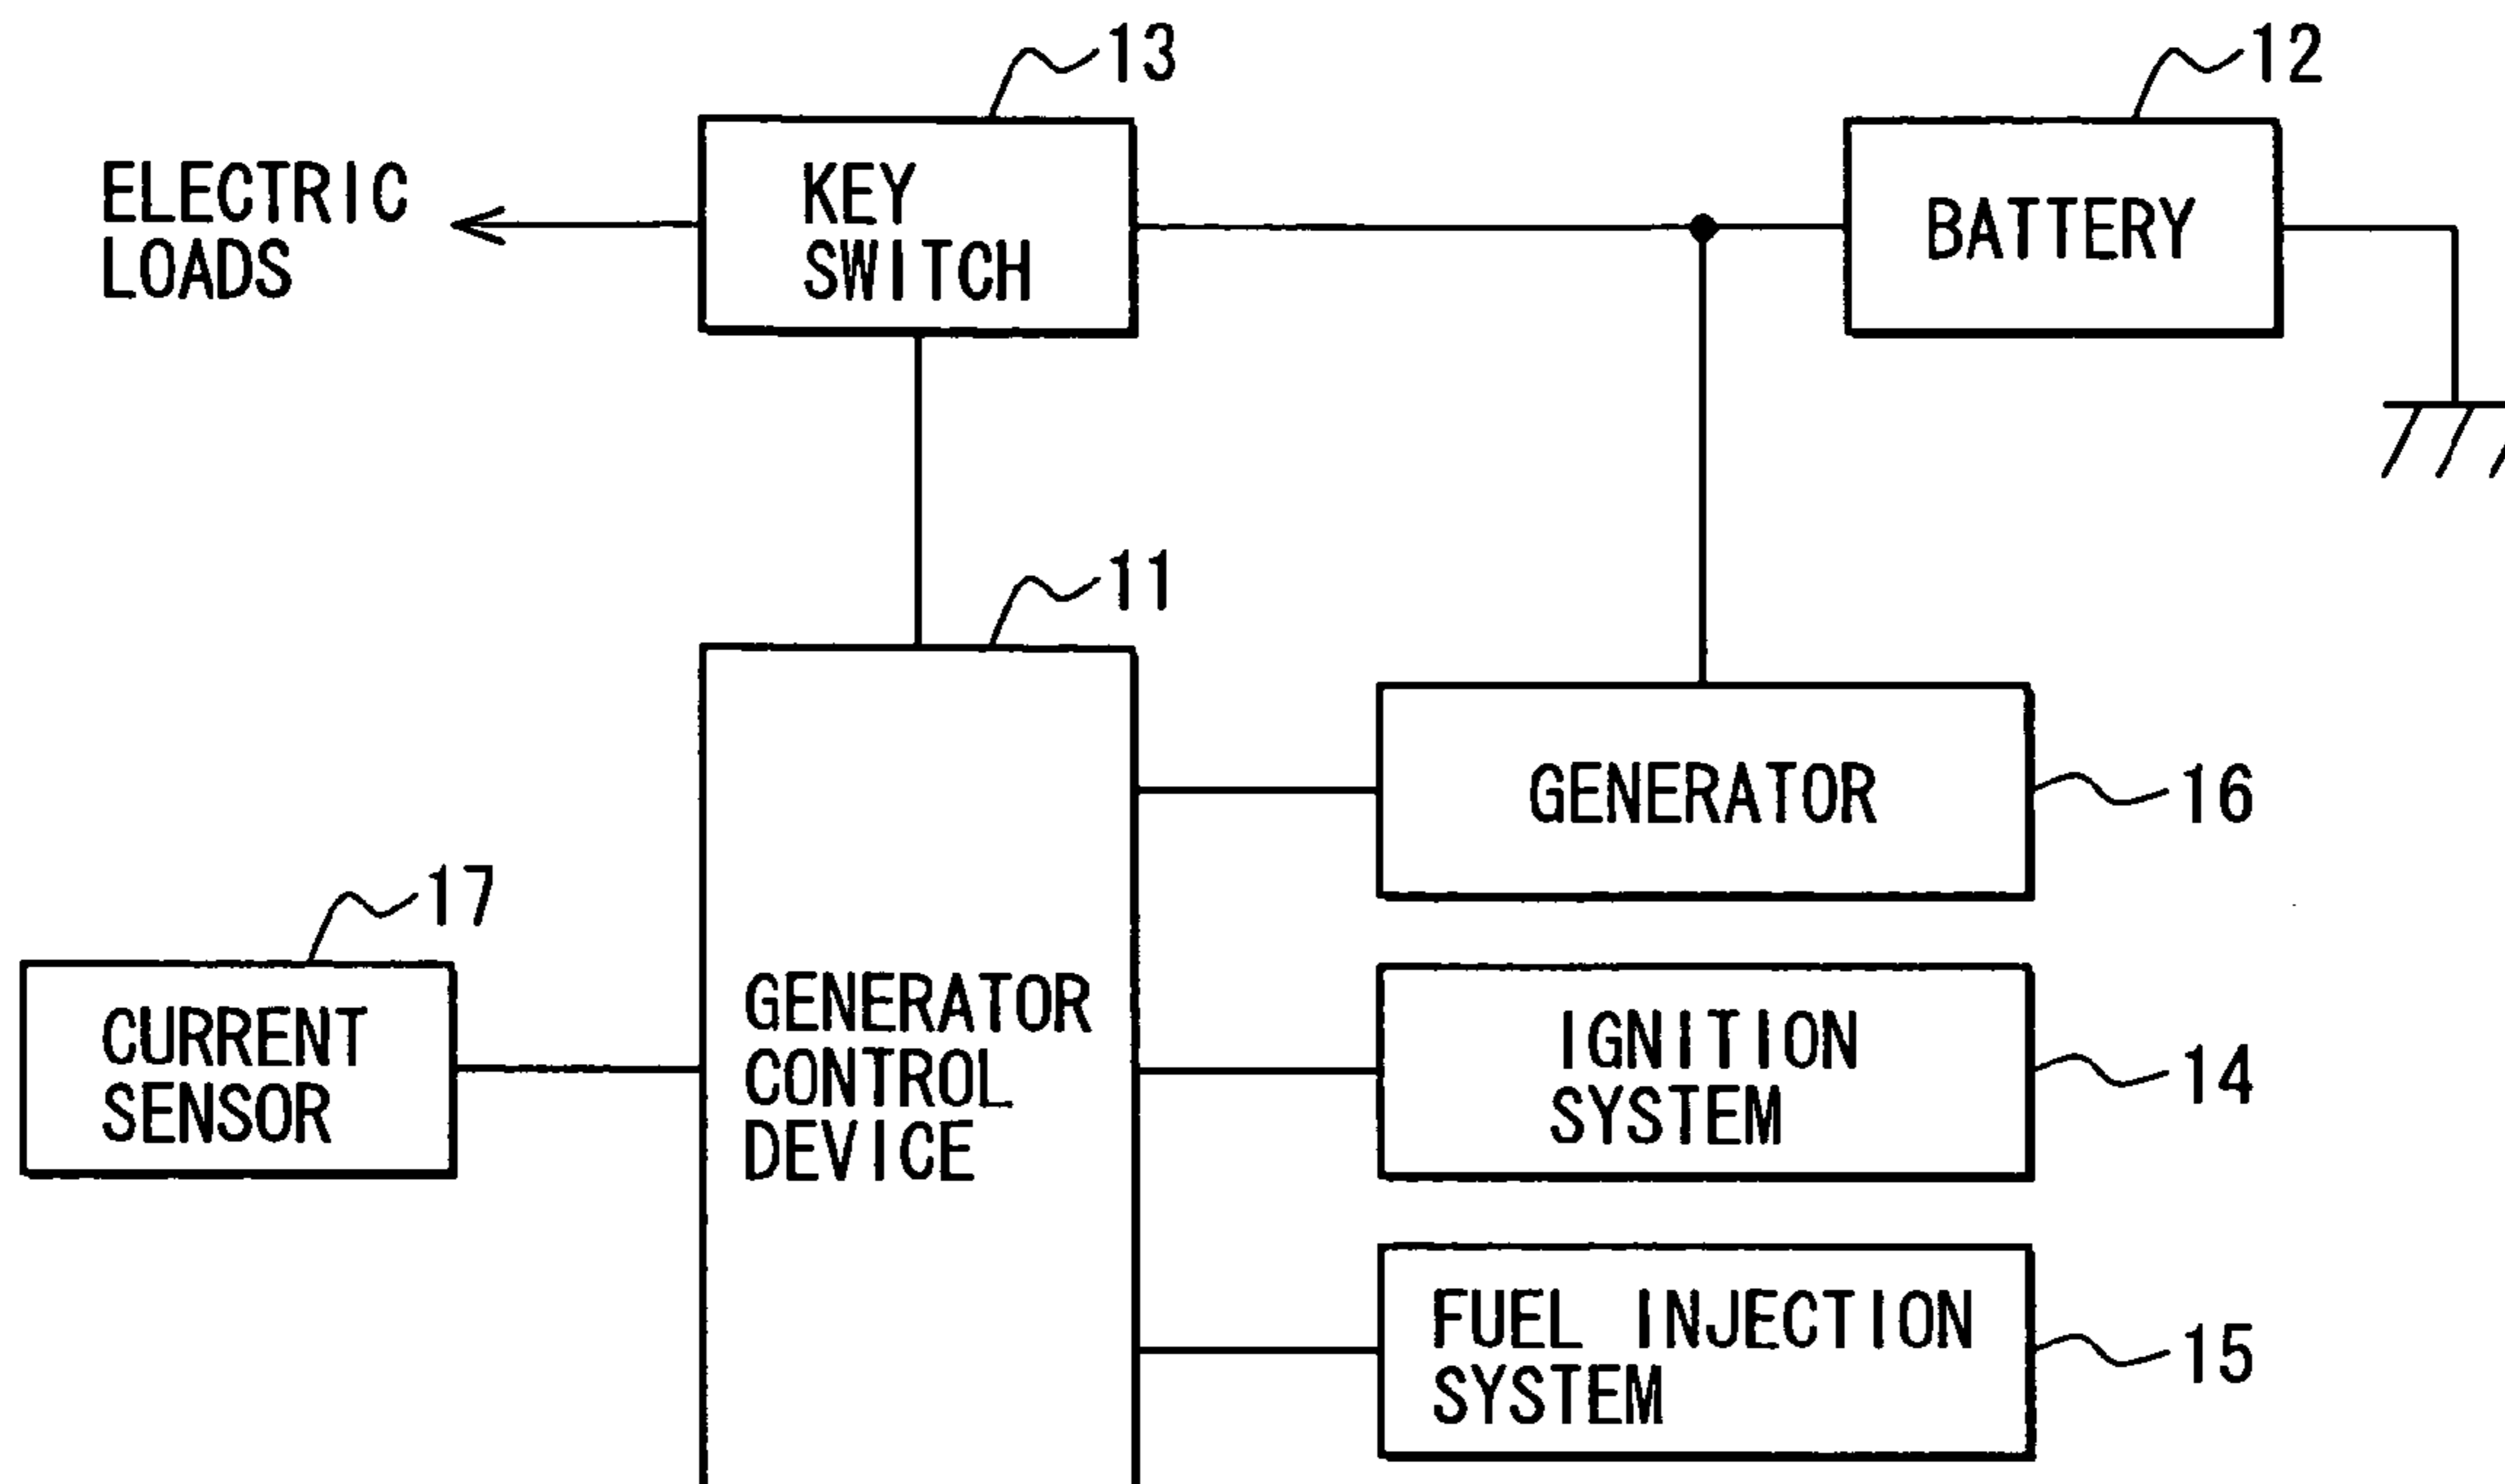 13
12
ELECTRIC
LOADS
KEY
SWITCH
BATTERY
11
GENERATOR
16
17
CURRENT
SENSOR
GENERATOR
CONTROL
DEVICE
IGNITION
SYSTEM
14
FUEL INJECTION
SYSTEM
15